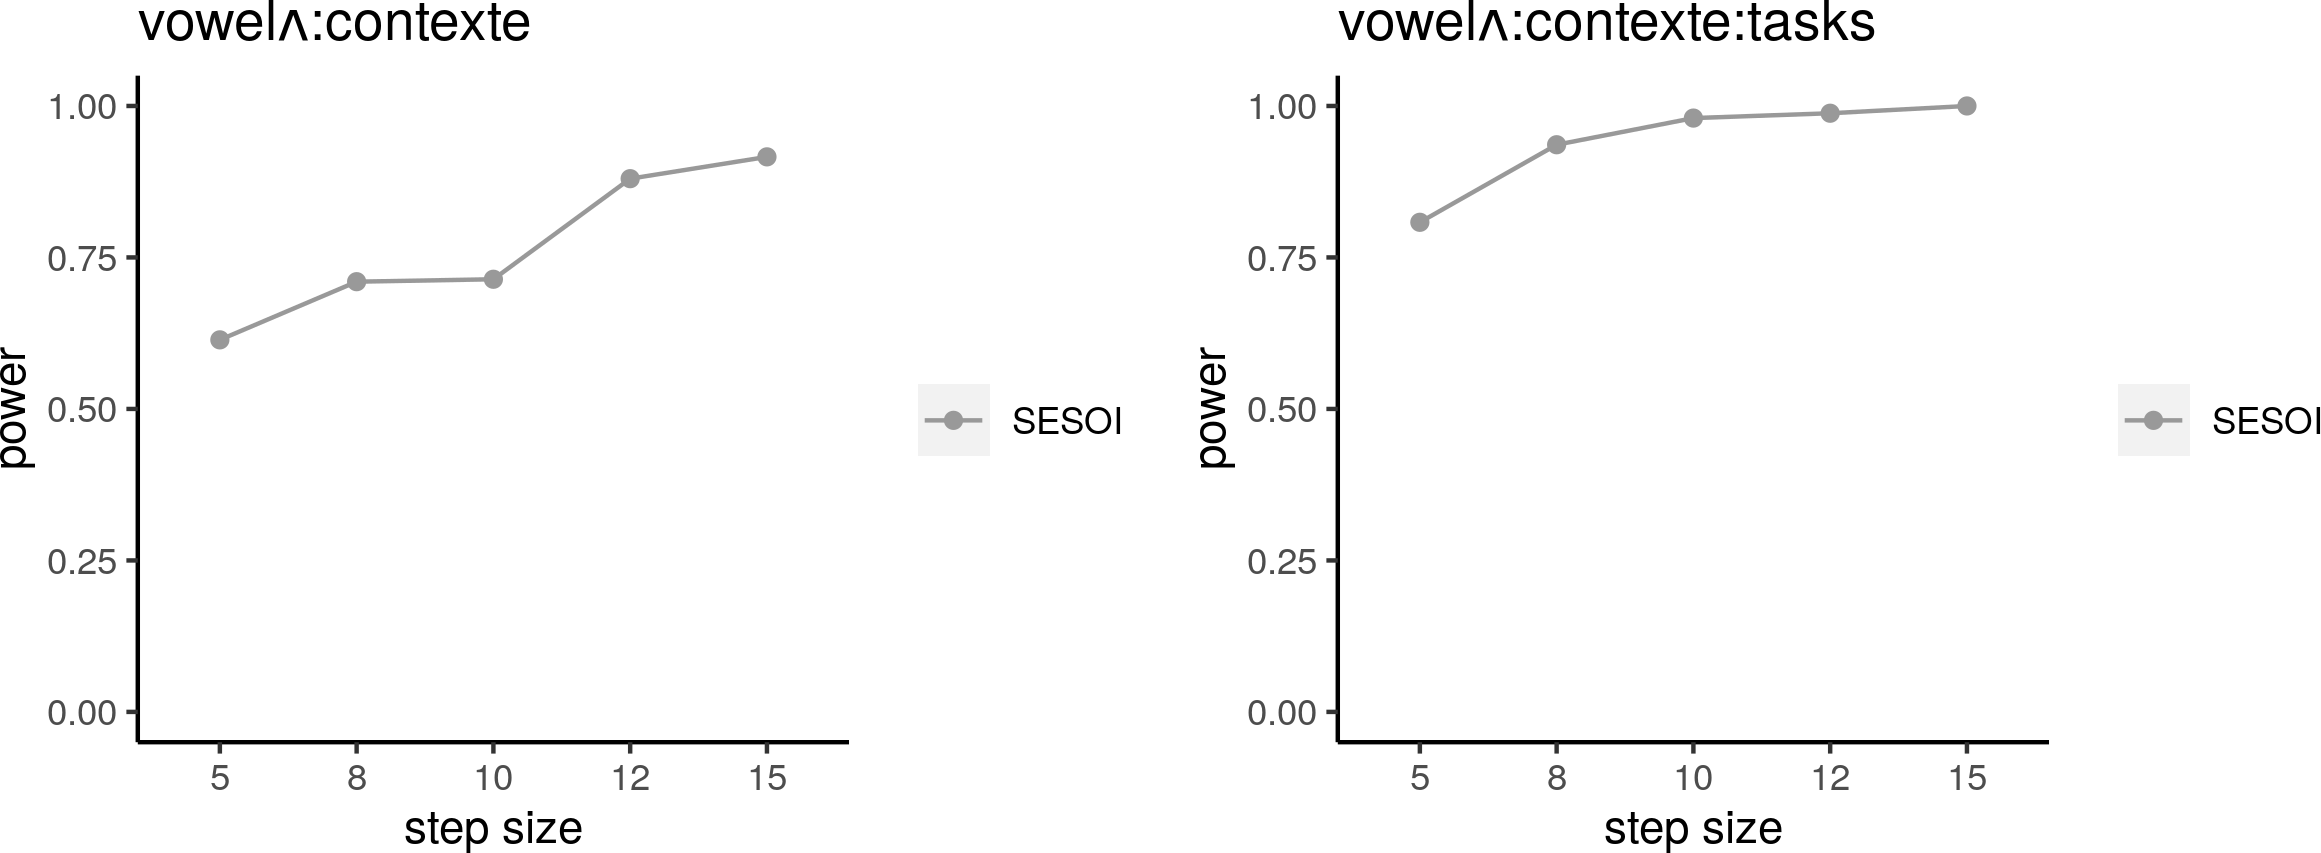 vowelʌ:contexte
1.00
0.75
0.50
0.25
0.00
power
5 8 10 12 15
step size
SESOI
vowelʌ:contexte:tasks
1.00
0.75
0.50
0.25
0.00
power
5 8 10 12 15
step size
SESOI